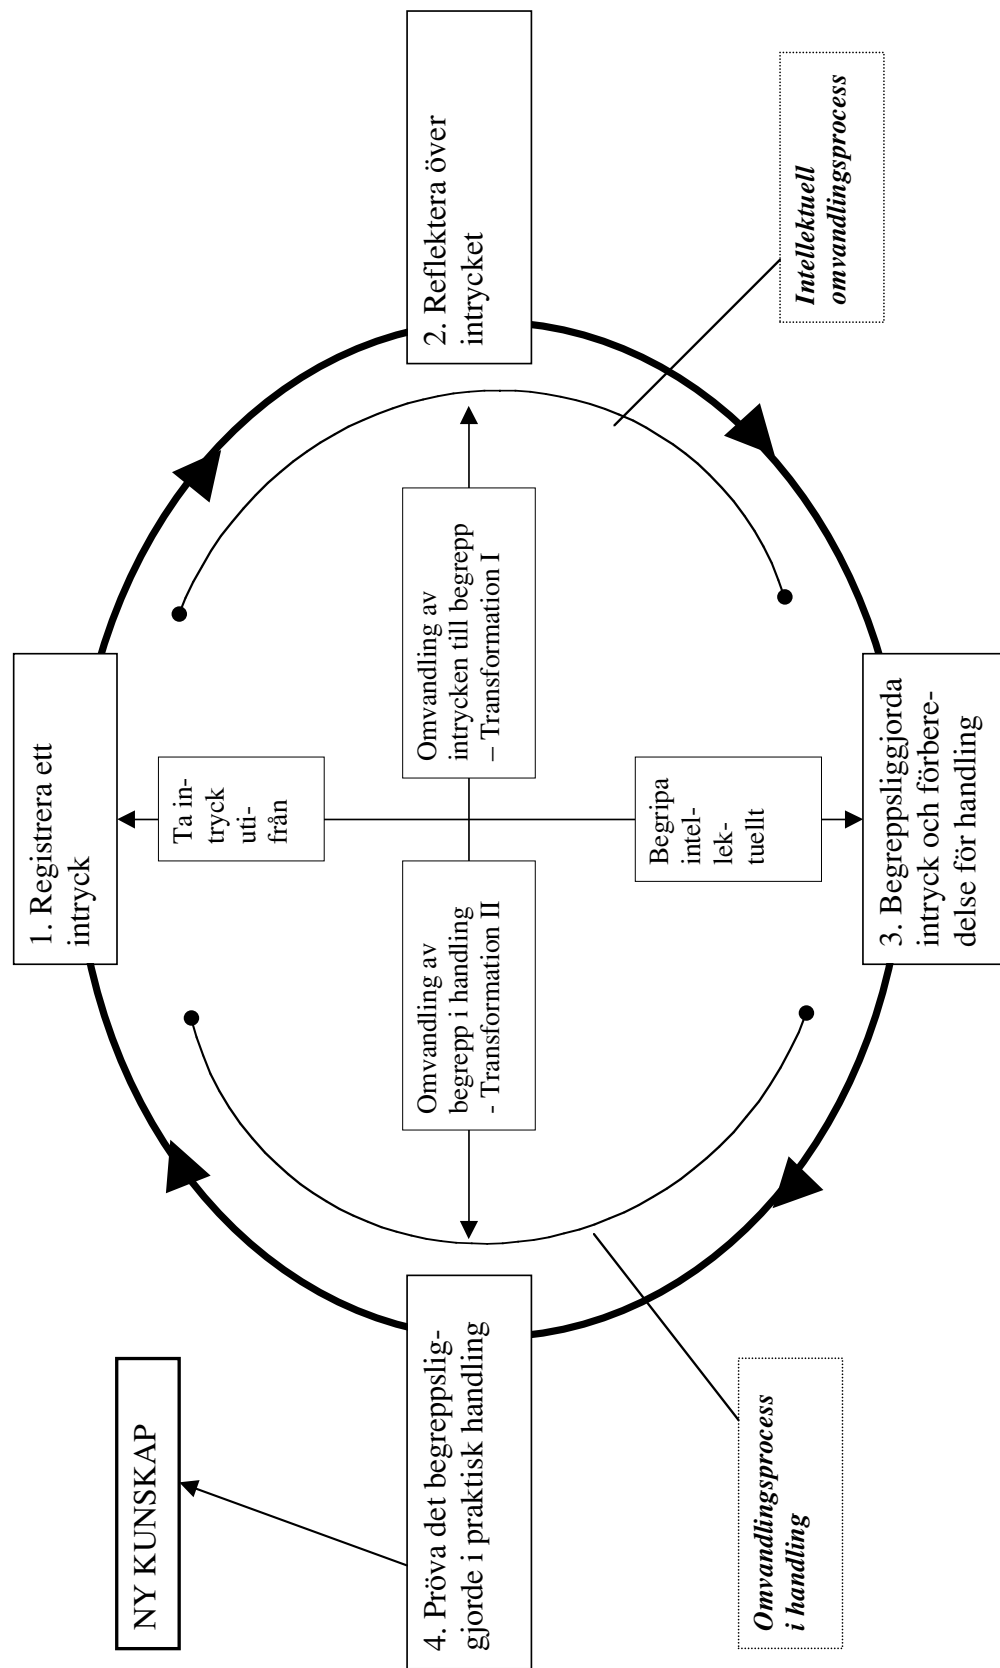 1. Registrera ett
intryck
2. Reflektera över
intrycket
3. Begreppsliggjorda
intryck och förbere-
delse för handling
4. Pröva det begreppslig-
gjorde i praktisk handling
NY KUNSKAP
Ta in-
tryck
uti-
från
Omvandling av
intrycken till begrepp
– Transformation I
Omvandling av
begrepp i handling
- Transformation II
Begripa
intel-
lek-
tuellt
Intellektuell
omvandlingsprocess
Omvandlingsprocess
i handling